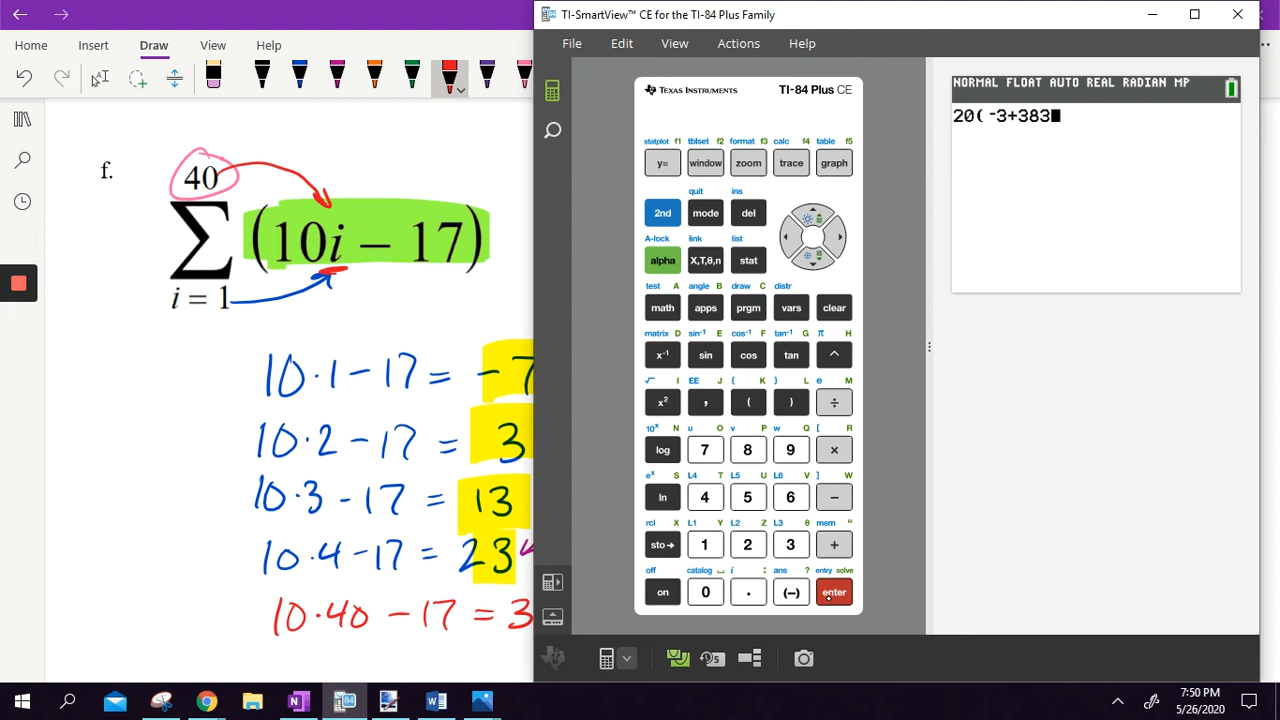 TI-SmartView™ CE for the TI-84 Plus Family
Home Insert Draw View Help
File Edit View Actions Help
f.
40
Σ (10i − 17)
i = 1
10·1−17 = −7
10·2−17 = 3
10·3−17 = 13
10·4−17 = 23
10·40 −17 = 3
TEXAS INSTRUMENTS TI-84 Plus CE
statplot f1 tblset f2 format f3 calc f4 table f5
y= window zoom trace graph
quit ins
2nd mode del
A-lock link list
alpha X,T,θ,n stat
test A angle B draw C distr
math apps prgm vars clear
matrix D sin⁻¹ E cos⁻¹ F tan⁻¹ G π H
x⁻¹ sin cos tan ^
√ I EE J { K } L e M
x² , ( ) ÷
10ˣ N u O v P w Q [ R
log 7 8 9 ×
eˣ S L4 T L5 U L6 V ] W
ln 4 5 6 −
rcl X L1 Y L2 Z L3 θ mem "
sto→ 1 2 3 +
off catalog ⎵ i : ans ? entry solve
on 0 . (−) enter
NORMAL FLOAT AUTO REAL RADIAN MP
20(⁻3+383
7:50 PM
5/26/2020